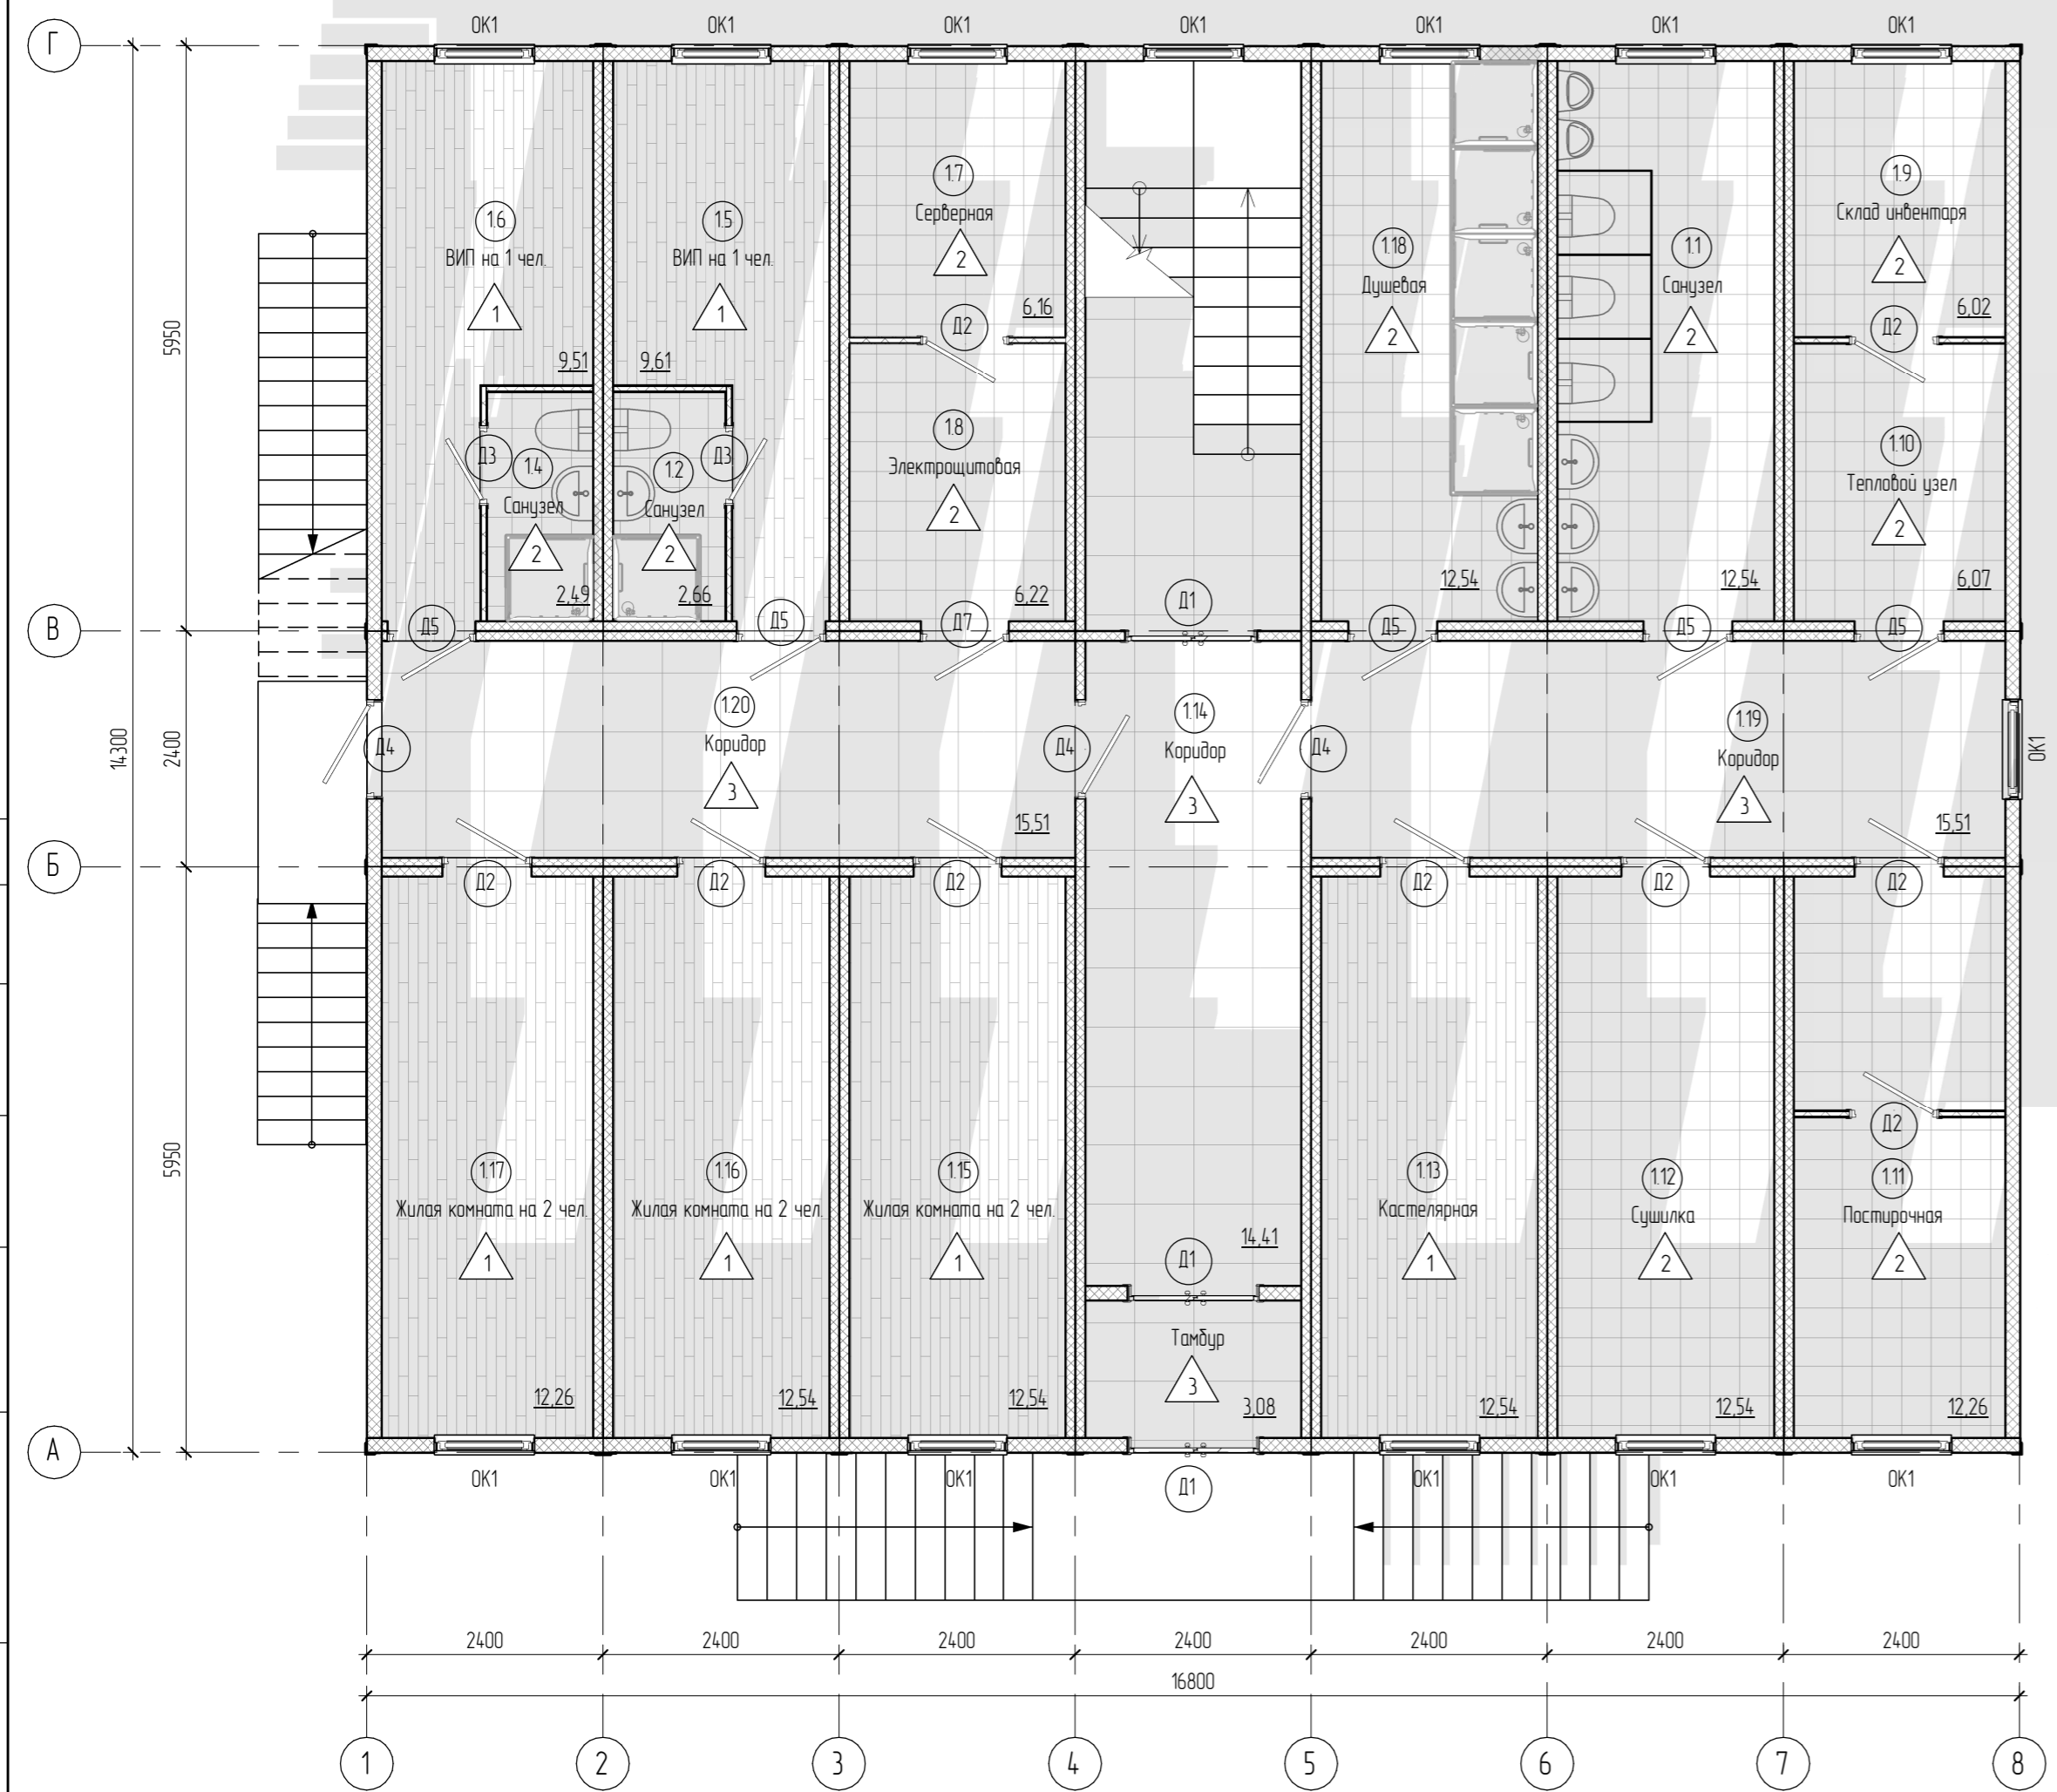 ОК1 ОК1 ОК1 ОК1 ОК1 ОК1 ОК1
Г
1.7
Серверная
2
1.9
Склад инвентаря
2
1.6
ВИП на 1 чел.
1
1.5
ВИП на 1 чел.
1
1.18
Душевая
2
1.1
Санузел
2
6,16
6,02
Д2
Д2
5950
9,51
9,61
1.8
Электрощитовая
2
1.10
Тепловой узел
2
Д3
1.4
Санузел
2
1.2
Санузел
2
Д3
2,49
2,66
6,22
12,54
12,54
6,07
Д1
В
Д5
Д5
Д7
Д5
Д5
Д5
14300
2400
Д4
1.20
Коридор
3
Д4
1.14
Коридор
3
Д4
1.19
Коридор
3
ОК1
15,51
15,51
Б
Д2
Д2
Д2
Д2
Д2
Д2
5950
Д2
1.17
Жилая комната на 2 чел.
1
1.16
Жилая комната на 2 чел.
1
1.15
Жилая комната на 2 чел.
1
1.13
Кастелярная
1
1.12
Сушилка
2
1.11
Постирочная
2
14,41
Д1
Тамбур
3
12,26
12,54
12,54
3,08
12,54
12,54
12,26
А
ОК1 ОК1 ОК1 Д1 ОК1 ОК1 ОК1
2400 2400 2400 2400 2400 2400 2400
16800
1 2 3 4 5 6 7 8